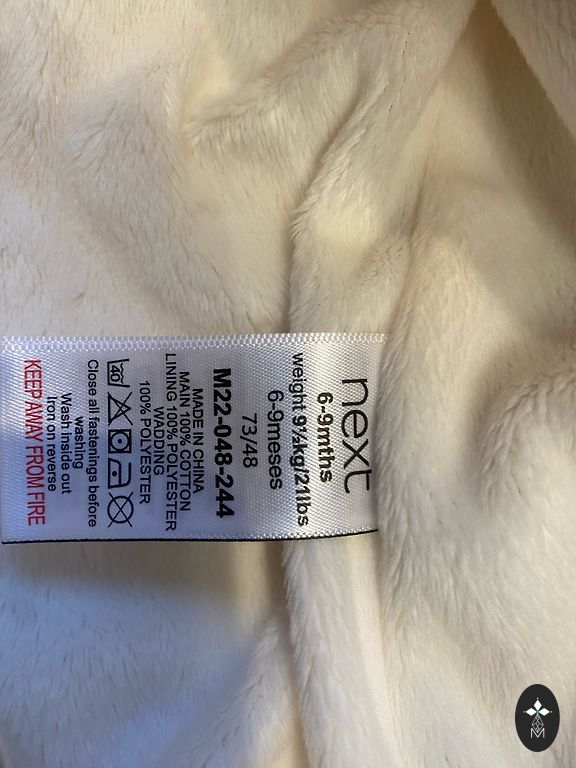 next
6-9mths
weight 9½kg/21lbs
6-9meses
73/48
M22-048-244
MADE IN CHINA
MAIN 100% COTTON
LINING 100% POLYESTER
WADDING
100% POLYESTER
40
Close all fastenings before
washing
Wash inside out
Iron on reverse
KEEP AWAY FROM FIRE
M